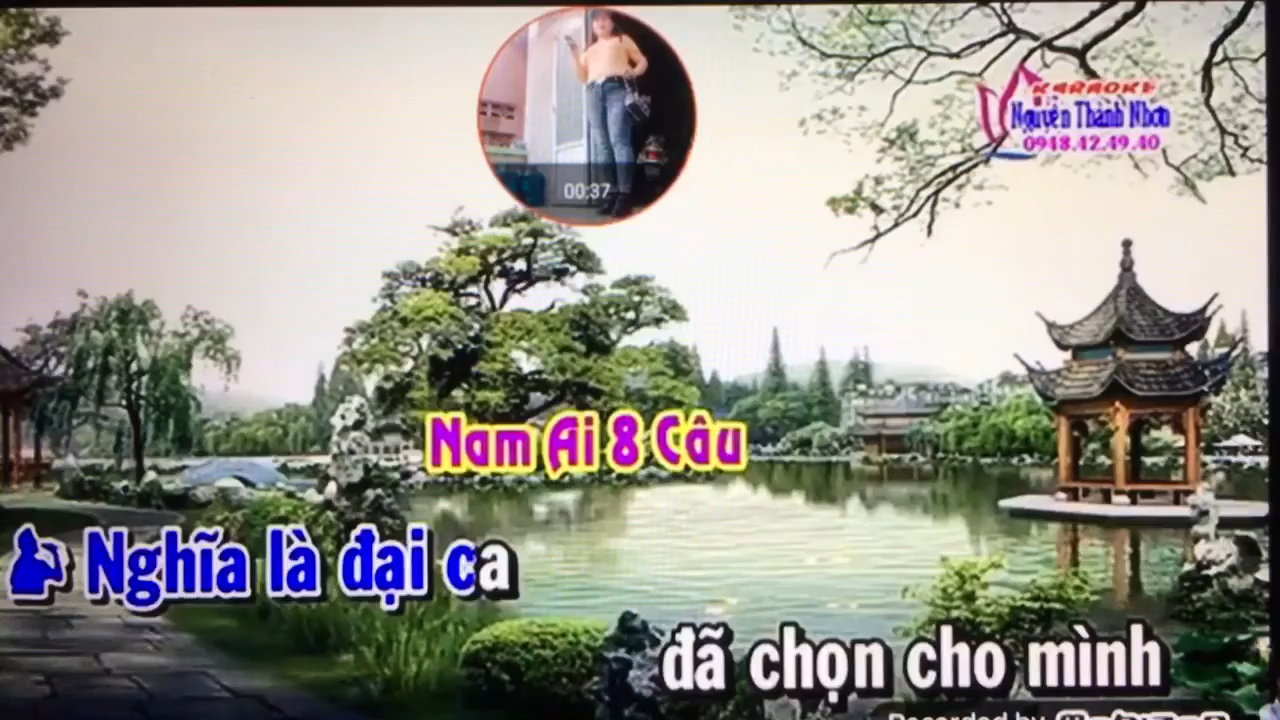 00:37
KARAOKE
Nguyễn Thành Nhơn
0948.42.49.40
Nam Ai 8 Câu
Nghĩa là đại ca
đã chọn cho mình
Recorded by